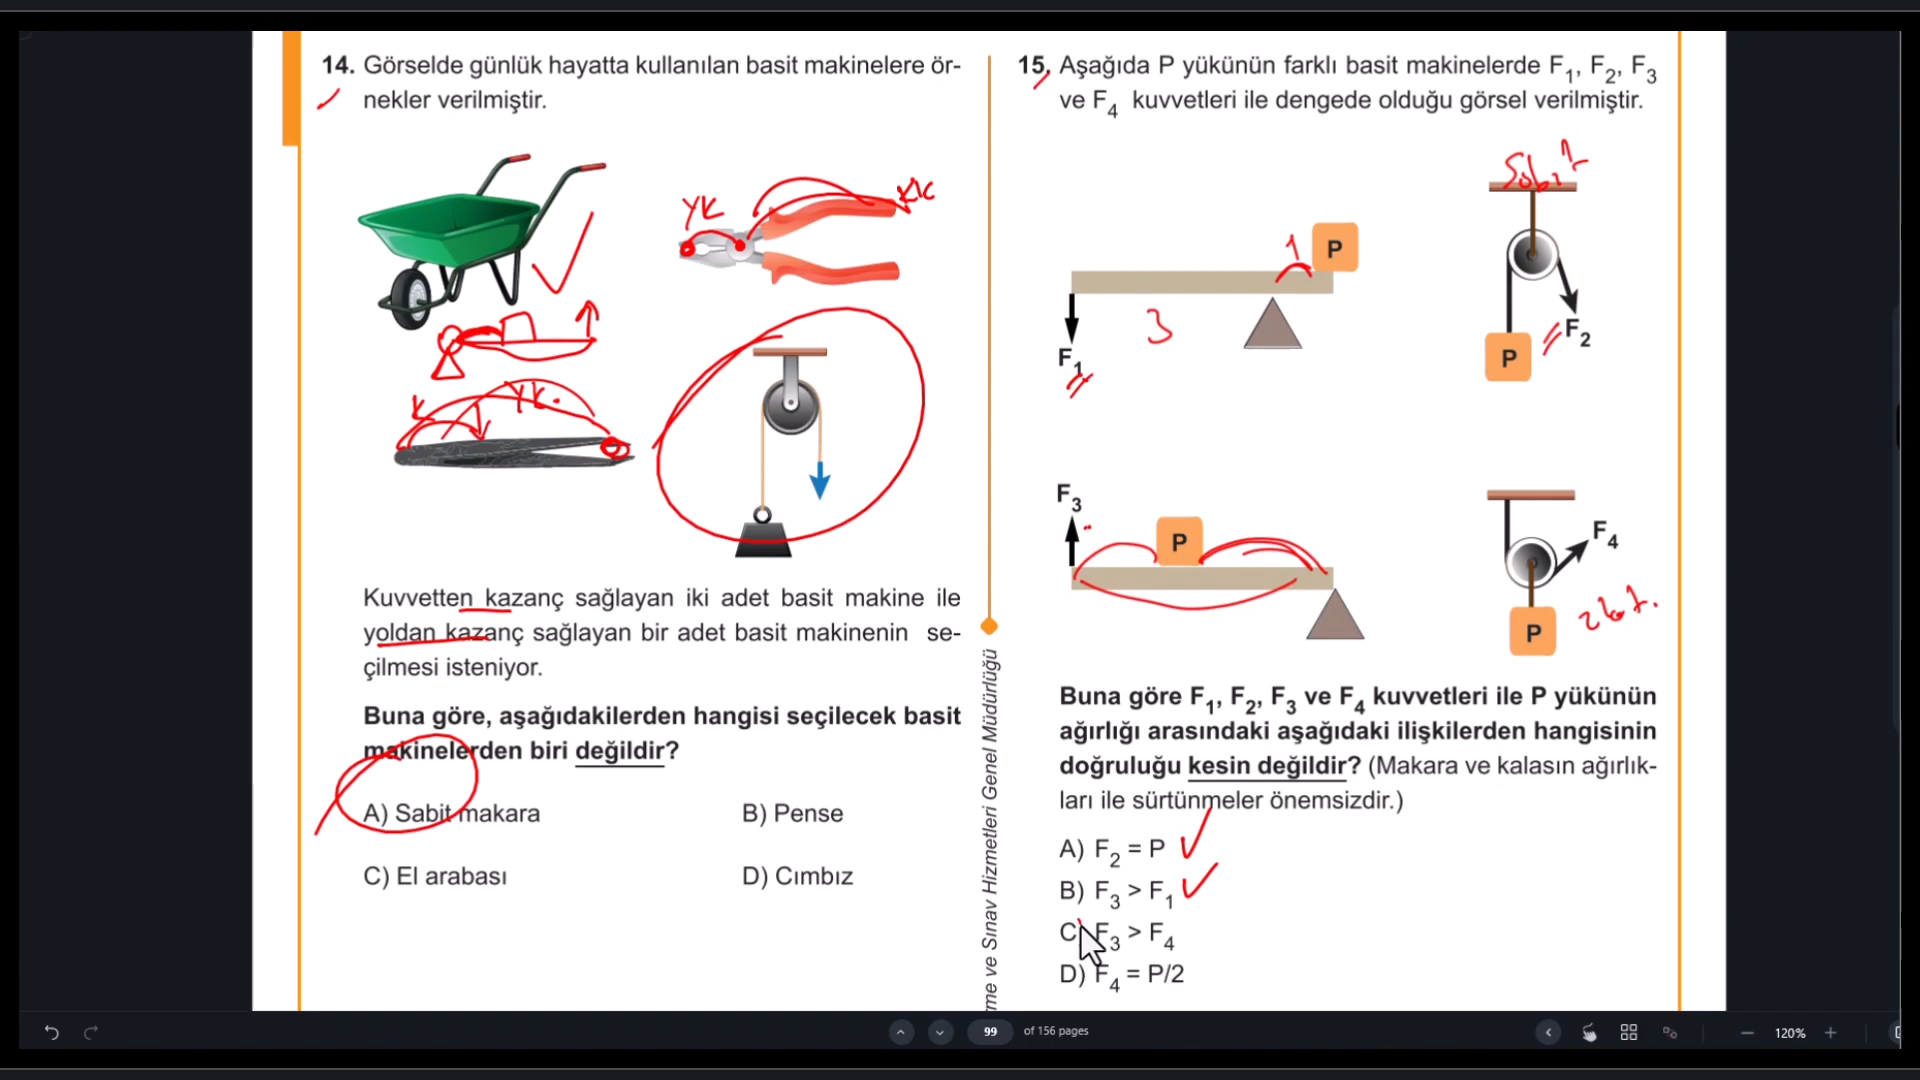 14. Görselde günlük hayatta kullanılan basit makinelere ör-
nekler verilmiştir.
YK
KK
K
YK.
Kuvvetten kazanç sağlayan iki adet basit makine ile
yoldan kazanç sağlayan bir adet basit makinenin se-
çilmesi isteniyor.
Buna göre, aşağıdakilerden hangisi seçilecek basit
makinelerden biri değildir?
A) Sabit makara
B) Pense
C) El arabası
D) Cımbız
me ve Sınav Hizmetleri Genel Müdürlüğü
15. Aşağıda P yükünün farklı basit makinelerde F1, F2, F3
ve F4 kuvvetleri ile dengede olduğu görsel verilmiştir.
Sabit
1
P
3
F1
F2
P
F3
P
F4
P
Buna göre F1, F2, F3 ve F4 kuvvetleri ile P yükünün
ağırlığı arasındaki aşağıdaki ilişkilerden hangisinin
doğruluğu kesin değildir? (Makara ve kalasın ağırlık-
ları ile sürtünmeler önemsizdir.)
A) F2 = P
B) F3 > F1
C) F3 > F4
D) F4 = P/2
99 of 156 pages
120%